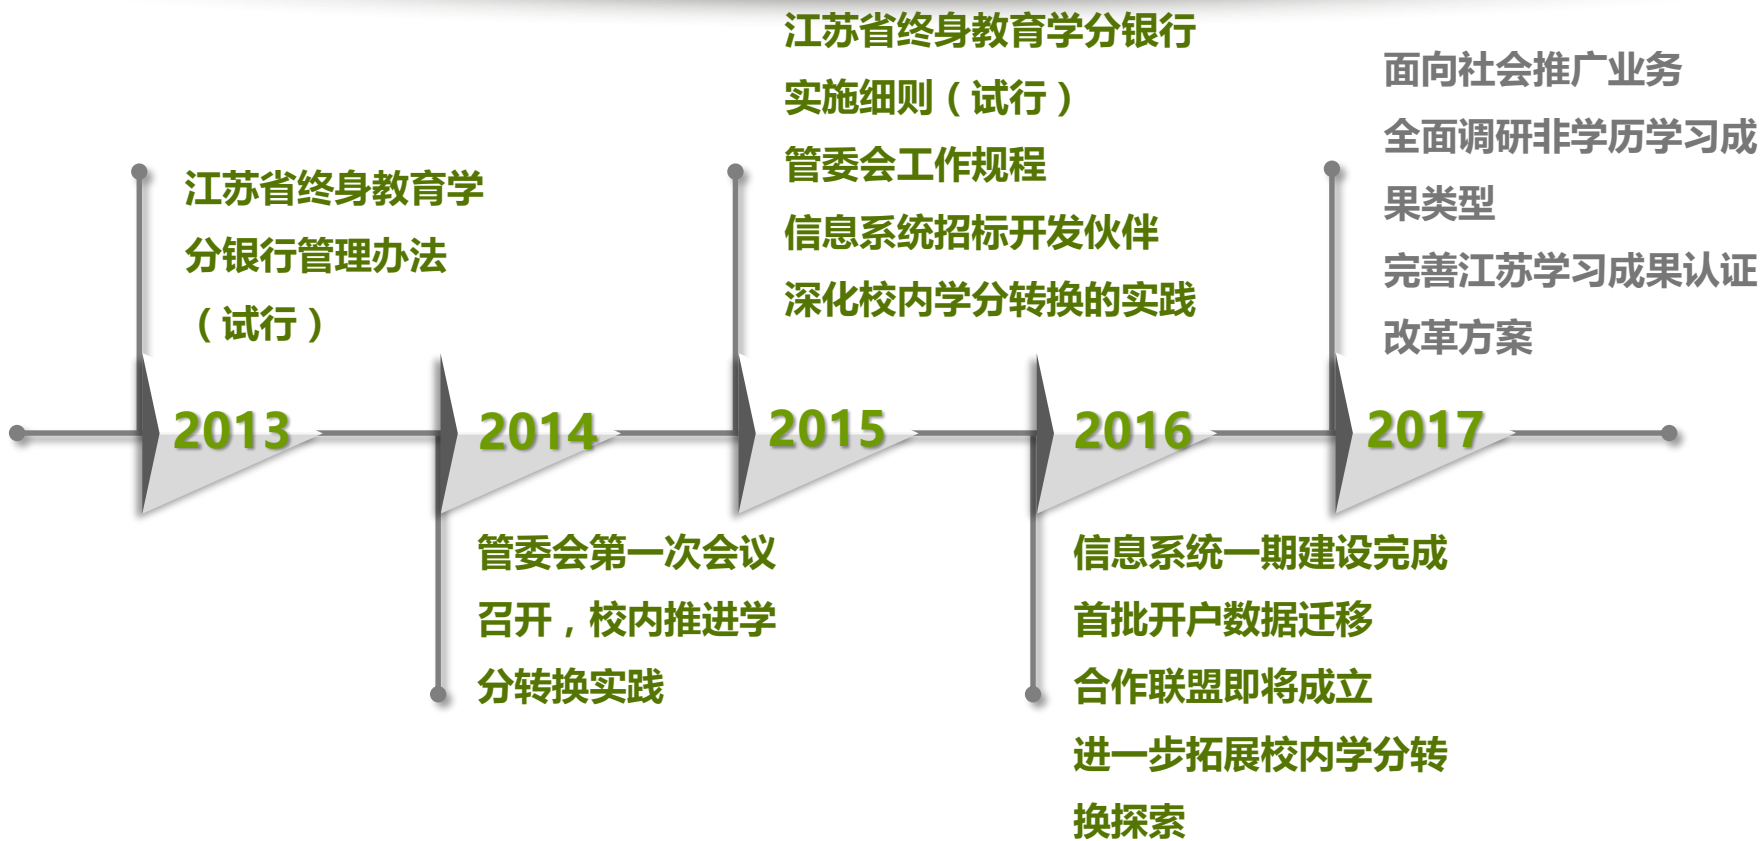 2013
江苏省终身教育学
分银行管理办法
（试行）
2014
管委会第一次会议
召开，校内推进学
分转换实践
2015
江苏省终身教育学分银行
实施细则（试行）
管委会工作规程
信息系统招标开发伙伴
深化校内学分转换的实践
2016
信息系统一期建设完成
首批开户数据迁移
合作联盟即将成立
进一步拓展校内学分转
换探索
2017
面向社会推广业务
全面调研非学历学习成
果类型
完善江苏学习成果认证
改革方案